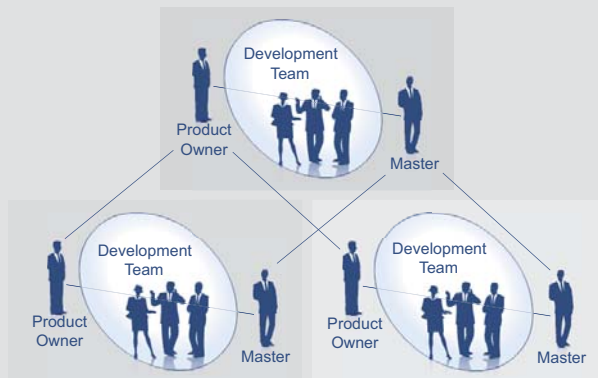 Development
Team
Product
Owner
Master
Development
Team
Product
Owner
Master
Development
Team
Product
Owner
Master